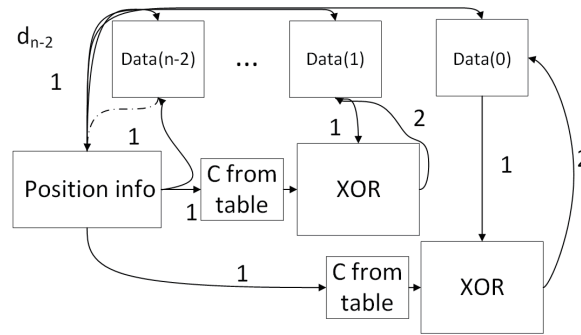 d_{n-2}
Data(n-2)
...
Data(1)
Data(0)
1
1
2
1
Position info
1
C from
table
XOR
1
2
1
C from
table
XOR